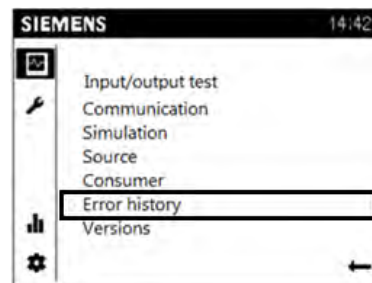 SIEMENS 14:42
Input/output test
Communication
Simulation
Source
Consumer
Error history
Versions